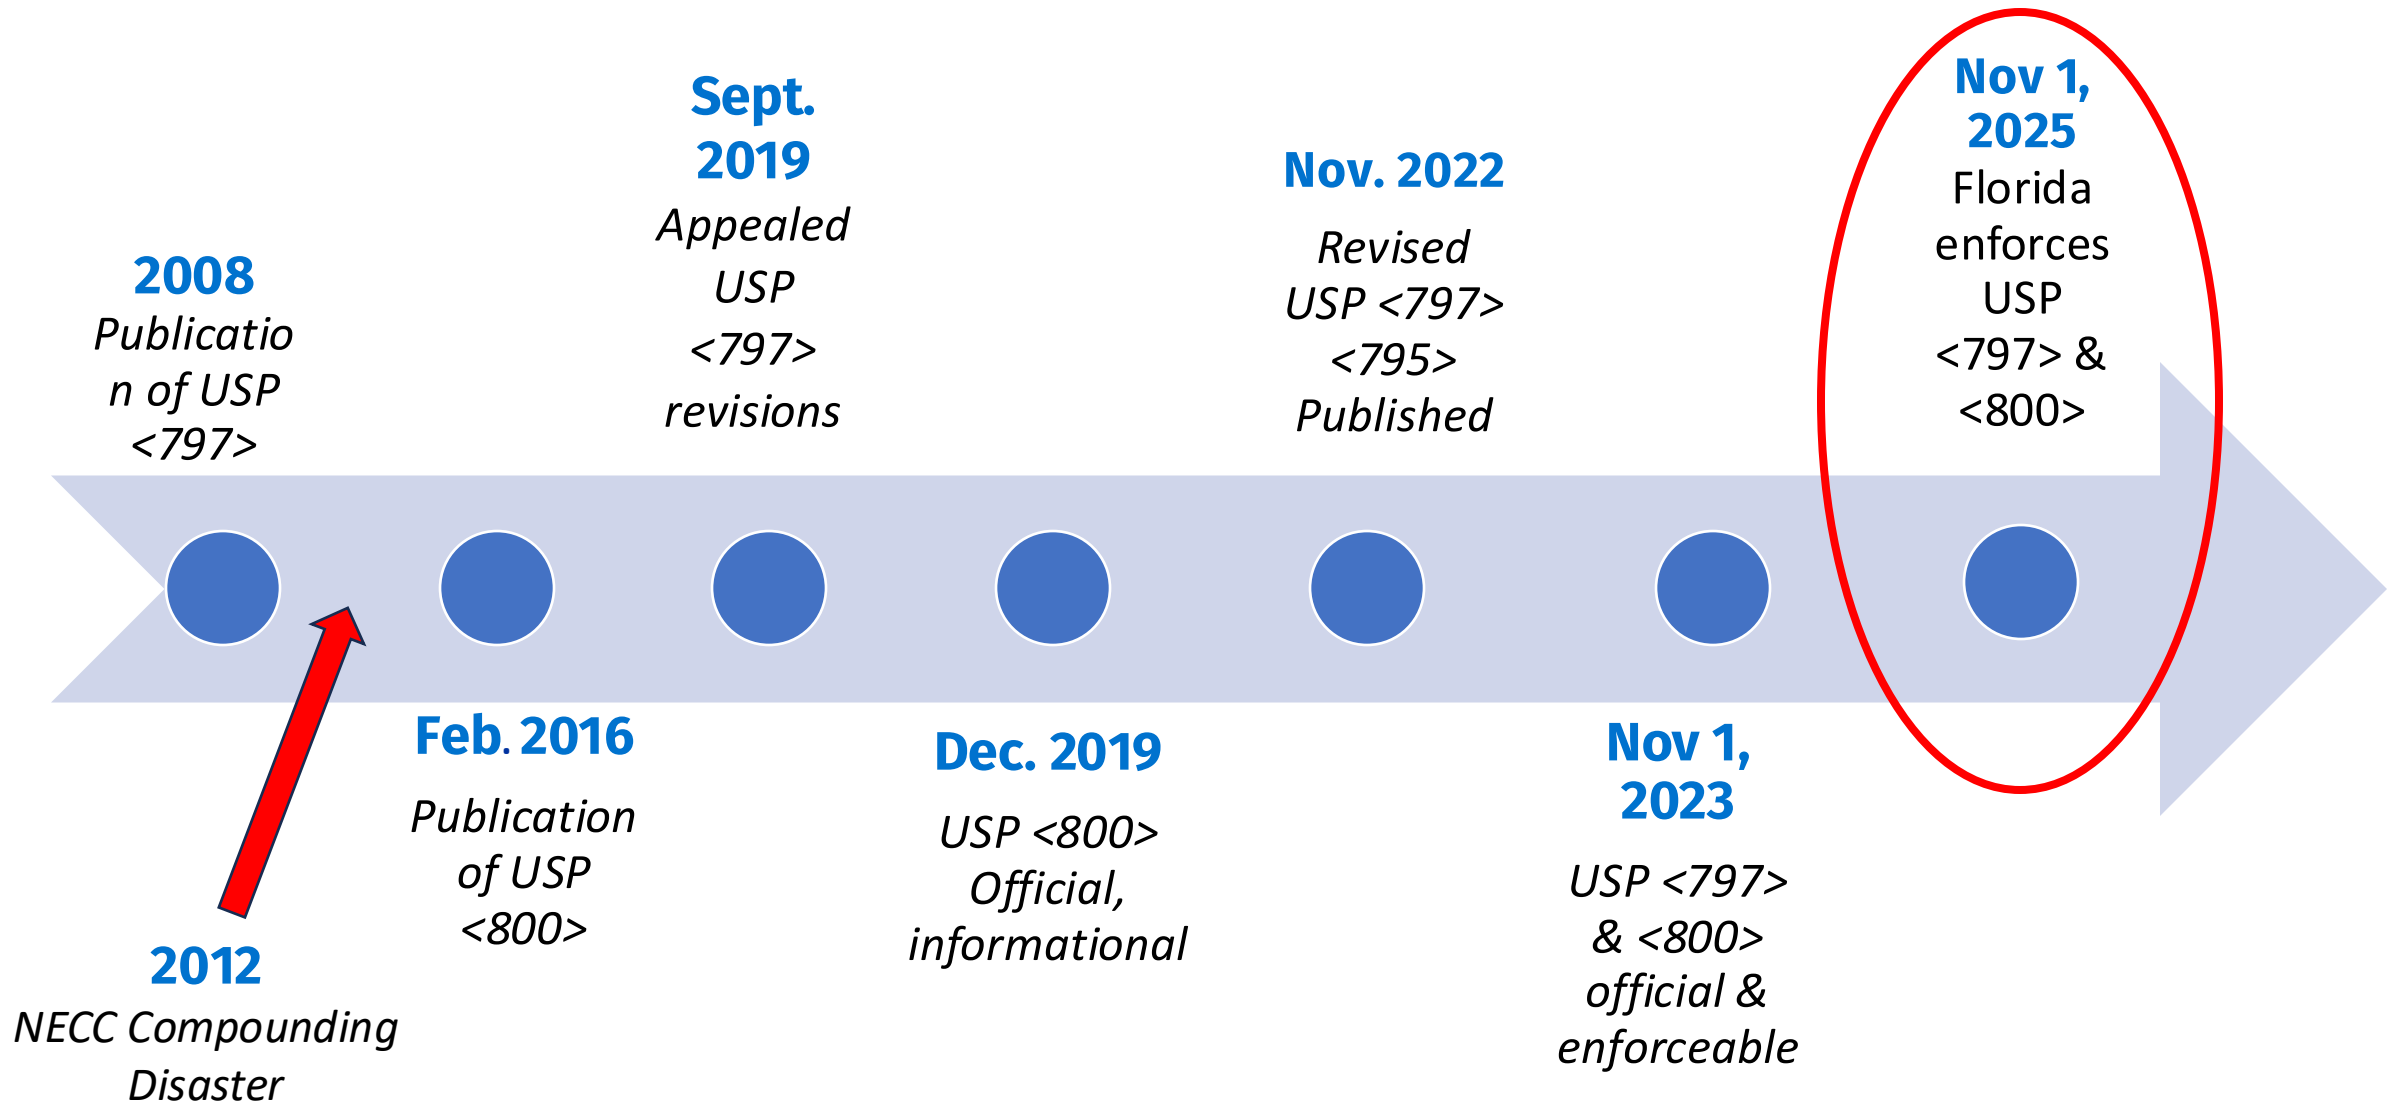 2008
Publicatio
n of USP
<797>
2012
NECC Compounding
Disaster
Feb. 2016
Publication
of USP
<800>
Sept.
2019
Appealed
USP
<797>
revisions
Dec. 2019
USP <800>
Official,
informational
Nov. 2022
Revised
USP <797>
<795>
Published
Nov 1,
2023
USP <797>
& <800>
official &
enforceable
Nov 1,
2025
Florida
enforces
USP
<797> &
<800>